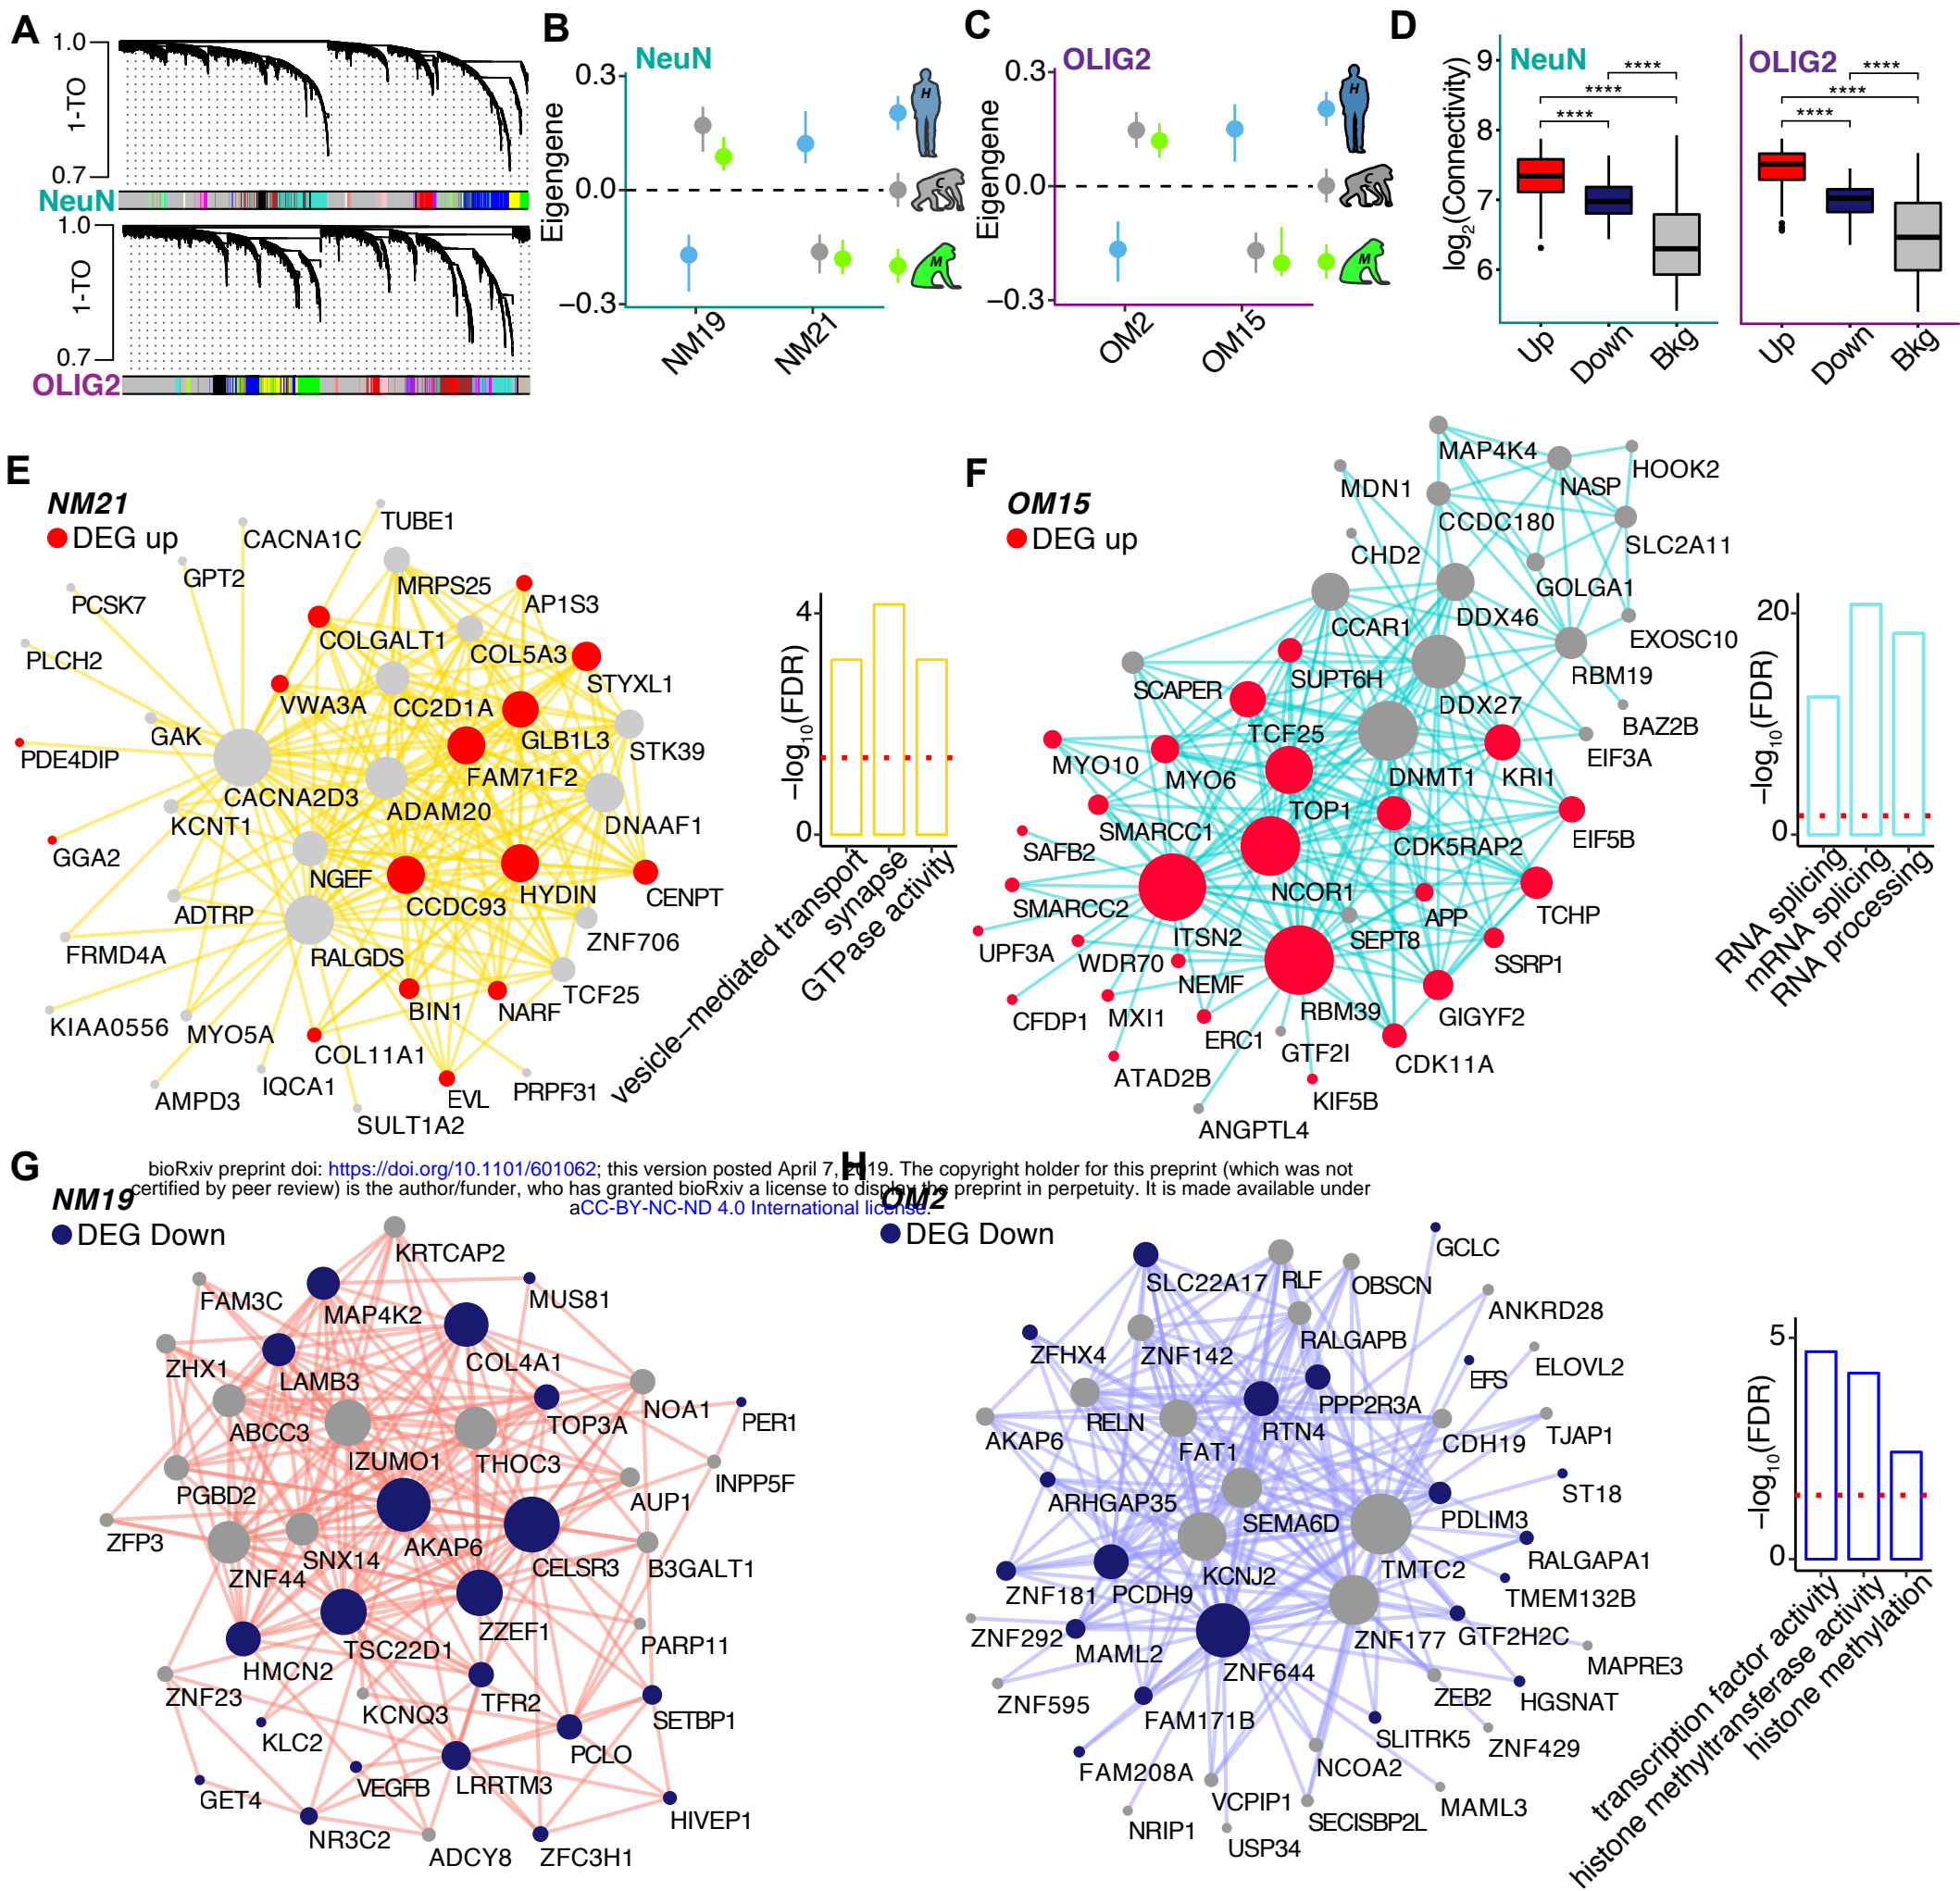 A
1.0
1-TO
0.7
NeuN
1.0
1-TO
0.7
OLIG2
B
NeuN
0.3
Eigengene
0.0
−0.3
NM19
NM21
H
C
M
C
OLIG2
0.3
Eigengene
0.0
−0.3
OM2
OM15
H
C
M
D
NeuN
9
8
7
6
log2(Connectivity)
****
****
****
Up
Down
Bkg
OLIG2
****
****
****
Up
Down
Bkg
E
NM21
DEG up
TUBE1
CACNA1C
GPT2
MRPS25
PCSK7
AP1S3
COLGALT1
COL5A3
PLCH2
STYXL1
VWA3A
CC2D1A
GAK
GLB1L3
STK39
PDE4DIP
FAM71F2
CACNA2D3
ADAM20
KCNT1
DNAAF1
GGA2
NGEF
HYDIN
CENPT
CCDC93
ADTRP
ZNF706
FRMD4A
RALGDS
TCF25
BIN1
NARF
KIAA0556
MYO5A
COL11A1
IQCA1
PRPF31
AMPD3
EVL
SULT1A2
4
−log10(FDR)
0
vesicle−mediated transport
synapse
GTPase activity
F
OM15
DEG up
MAP4K4
HOOK2
MDN1
NASP
CCDC180
SLC2A11
CHD2
GOLGA1
DDX46
CCAR1
EXOSC10
RBM19
SUPT6H
SCAPER
DDX27
BAZ2B
TCF25
EIF3A
MYO10
MYO6
DNMT1
KRI1
TOP1
SMARCC1
EIF5B
CDK5RAP2
SAFB2
NCOR1
SMARCC2
APP
TCHP
ITSN2
SEPT8
UPF3A
WDR70
SSRP1
NEMF
CFDP1
MXI1
RBM39
GIGYF2
ERC1
GTF2I
CDK11A
ATAD2B
KIF5B
ANGPTL4
20
−log10(FDR)
0
RNA splicing
mRNA splicing
RNA processing
bioRxiv preprint doi: https://doi.org/10.1101/601062; this version posted April 7, 2019. The copyright holder for this preprint (which was not
certified by peer review) is the author/funder, who has granted bioRxiv a license to display the preprint in perpetuity. It is made available under
aCC-BY-NC-ND 4.0 International license.
G
NM19
DEG Down
KRTCAP2
FAM3C
MUS81
MAP4K2
ZHX1
COL4A1
LAMB3
NOA1
PER1
TOP3A
ABCC3
IZUMO1
THOC3
INPP5F
PGBD2
AUP1
ZFP3
AKAP6
SNX14
CELSR3
B3GALT1
ZNF44
ZZEF1
PARP11
TSC22D1
HMCN2
ZNF23
TFR2
KCNQ3
SETBP1
KLC2
PCLO
LRRTM3
VEGFB
GET4
HIVEP1
NR3C2
ADCY8
ZFC3H1
H
OM2
DEG Down
GCLC
SLC22A17
RLF
OBSCN
ANKRD28
RALGAPB
ZFHX4
ZNF142
ELOVL2
EFS
PPP2R3A
RELN
RTN4
AKAP6
CDH19
TJAP1
FAT1
ST18
ARHGAP35
PDLIM3
SEMA6D
RALGAPA1
TMTC2
KCNJ2
ZNF181
PCDH9
TMEM132B
ZNF292
ZNF177
GTF2H2C
MAML2
MAPRE3
ZNF644
ZEB2
HGSNAT
ZNF595
FAM171B
SLITRK5
ZNF429
NCOA2
FAM208A
VCPIP1
MAML3
SECISBP2L
NRIP1
USP34
5
−log10(FDR)
0
transcription factor activity
histone methyltransferase activity
histone methylation